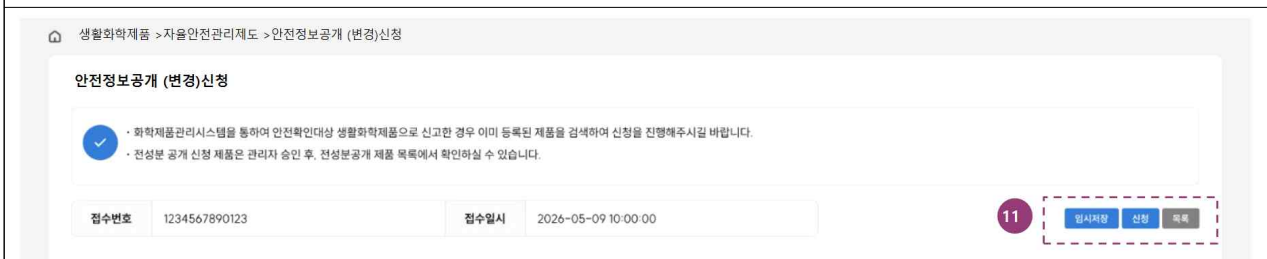 생활화학제품 >자율안전관리제도 >안전정보공개 (변경)신청
안전정보공개 (변경)신청
· 화학제품관리시스템을 통하여 안전확인대상 생활화학제품으로 신고한 경우 이미 등록된 제품을 검색하여 신청을 진행해주시길 바랍니다.
· 전성분 공개 신청 제품은 관리자 승인 후, 전성분공개 제품 목록에서 확인하실 수 있습니다.
접수번호 1234567890123 접수일시 2026-05-09 10:00:00 11 임시저장 신청 목록